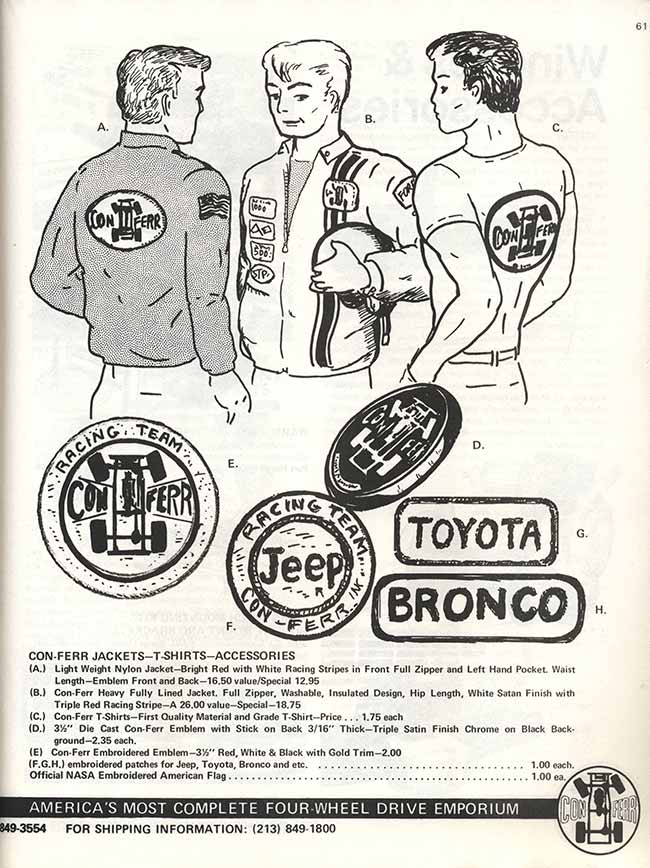 61
A.
B.
C.
CON FERR
1000
500
STP
FOR
CON FERR
RACING TEAM
CON FERR
E.
CON FERR
D.
RACING TEAM
Jeep
R
CON-FERR. INC
F.
TOYOTA
G.
BRONCO
H.
CON-FERR JACKETS—T-SHIRTS—ACCESSORIES
(A.) Light Weight Nylon Jacket—Bright Red with White Racing Stripes in Front Full Zipper and Left Hand Pocket. Waist
Length—Emblem Front and Back—16,50 value/Special 12,95
(B.) Con-Ferr Heavy Fully Lined Jacket. Full Zipper, Washable, Insulated Design, Hip Length, White Satan Finish with
Triple Red Racing Stripe—A 26,00 value—Special—18,75
(C.) Con-Ferr T-Shirts—First Quality Material and Grade T-Shirt—Price . . . 1,75 each
(D.) 3½" Die Cast Con-Ferr Emblem with Stick on Back 3/16" Thick—Triple Satin Finish Chrome on Black Back-
ground—2.35 each.
(E) Con-Ferr Embroidered Emblem—3½" Red, White & Black with Gold Trim—2.00
(F.G.H.) embroidered patches for Jeep, Toyota, Bronco and etc. . . . . . . . . . . . . . . . . . . . . . . 1.00 each.
Official NASA Embroidered American Flag . . . . . . . . . . . . . . . . . . . . . . . . . . . . . . . . . . . . . 1.00 ea.
AMERICA'S MOST COMPLETE FOUR-WHEEL DRIVE EMPORIUM
CON FERR
849-3554 FOR SHIPPING INFORMATION: (213) 849-1800